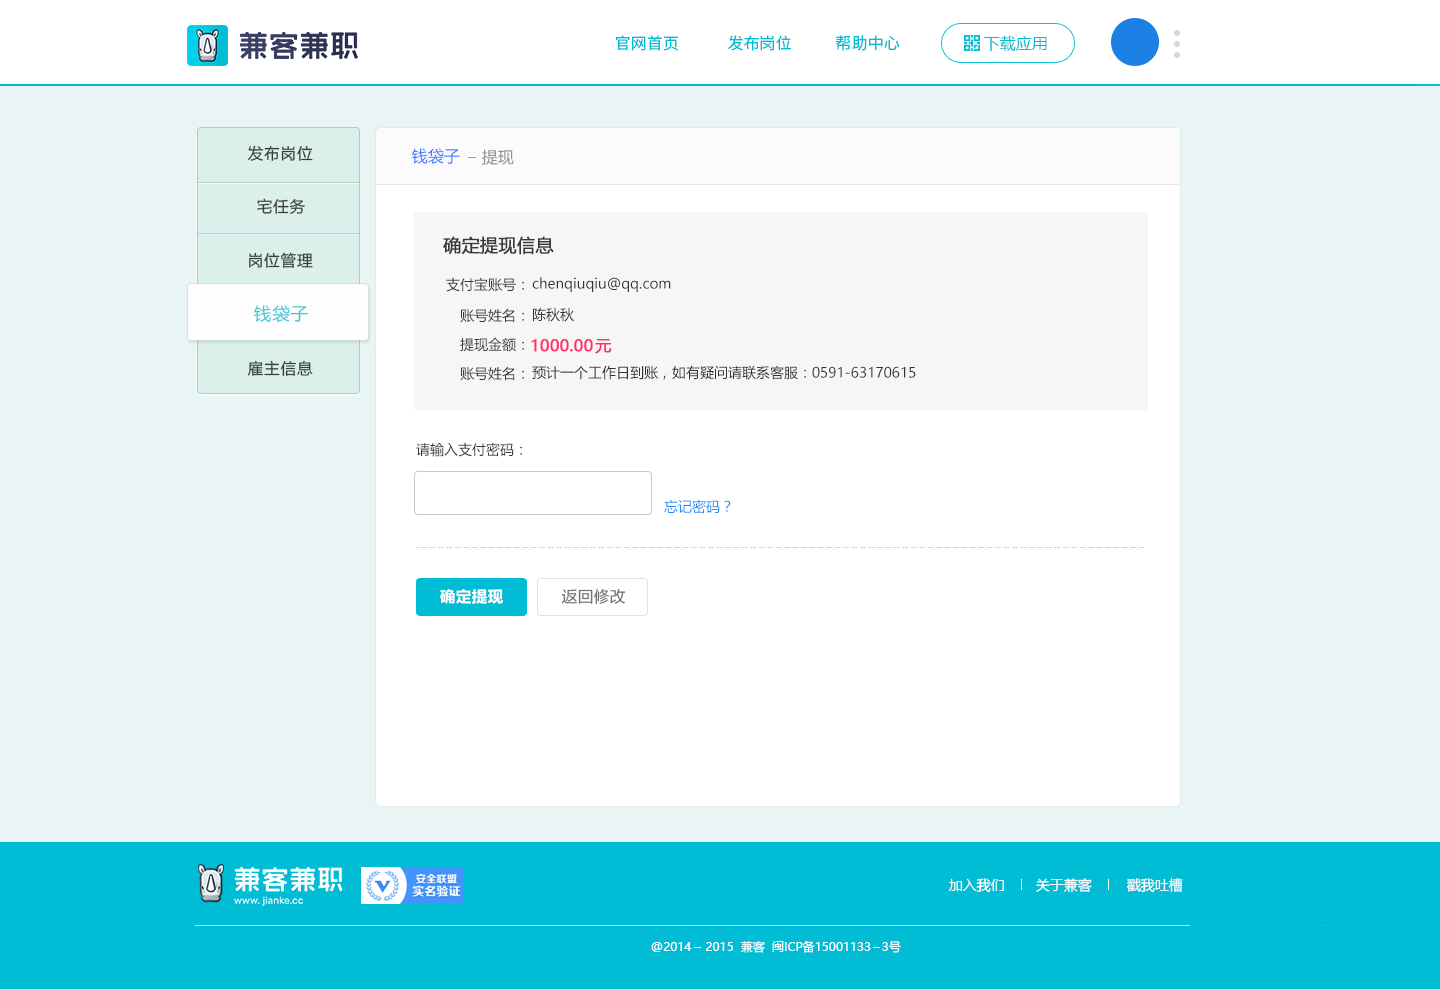 兼客兼职
官网首页 发布岗位 帮助中心 下载应用
发布岗位
宅任务
岗位管理
钱袋子
雇主信息
钱袋子 – 提现
确定提现信息
支付宝账号：chenqiuqiu@qq.com
账号姓名：陈秋秋
提现金额：1000.00元
账号姓名：预计一个工作日到账，如有疑问请联系客服：0591-63170615
请输入支付密码：
忘记密码？
确定提现 返回修改
兼客兼职
www.jianke.cc
安全联盟
实名验证
加入我们 关于兼客 戳我吐槽
@2014 – 2015 兼客 闽ICP备15001133 – 3号